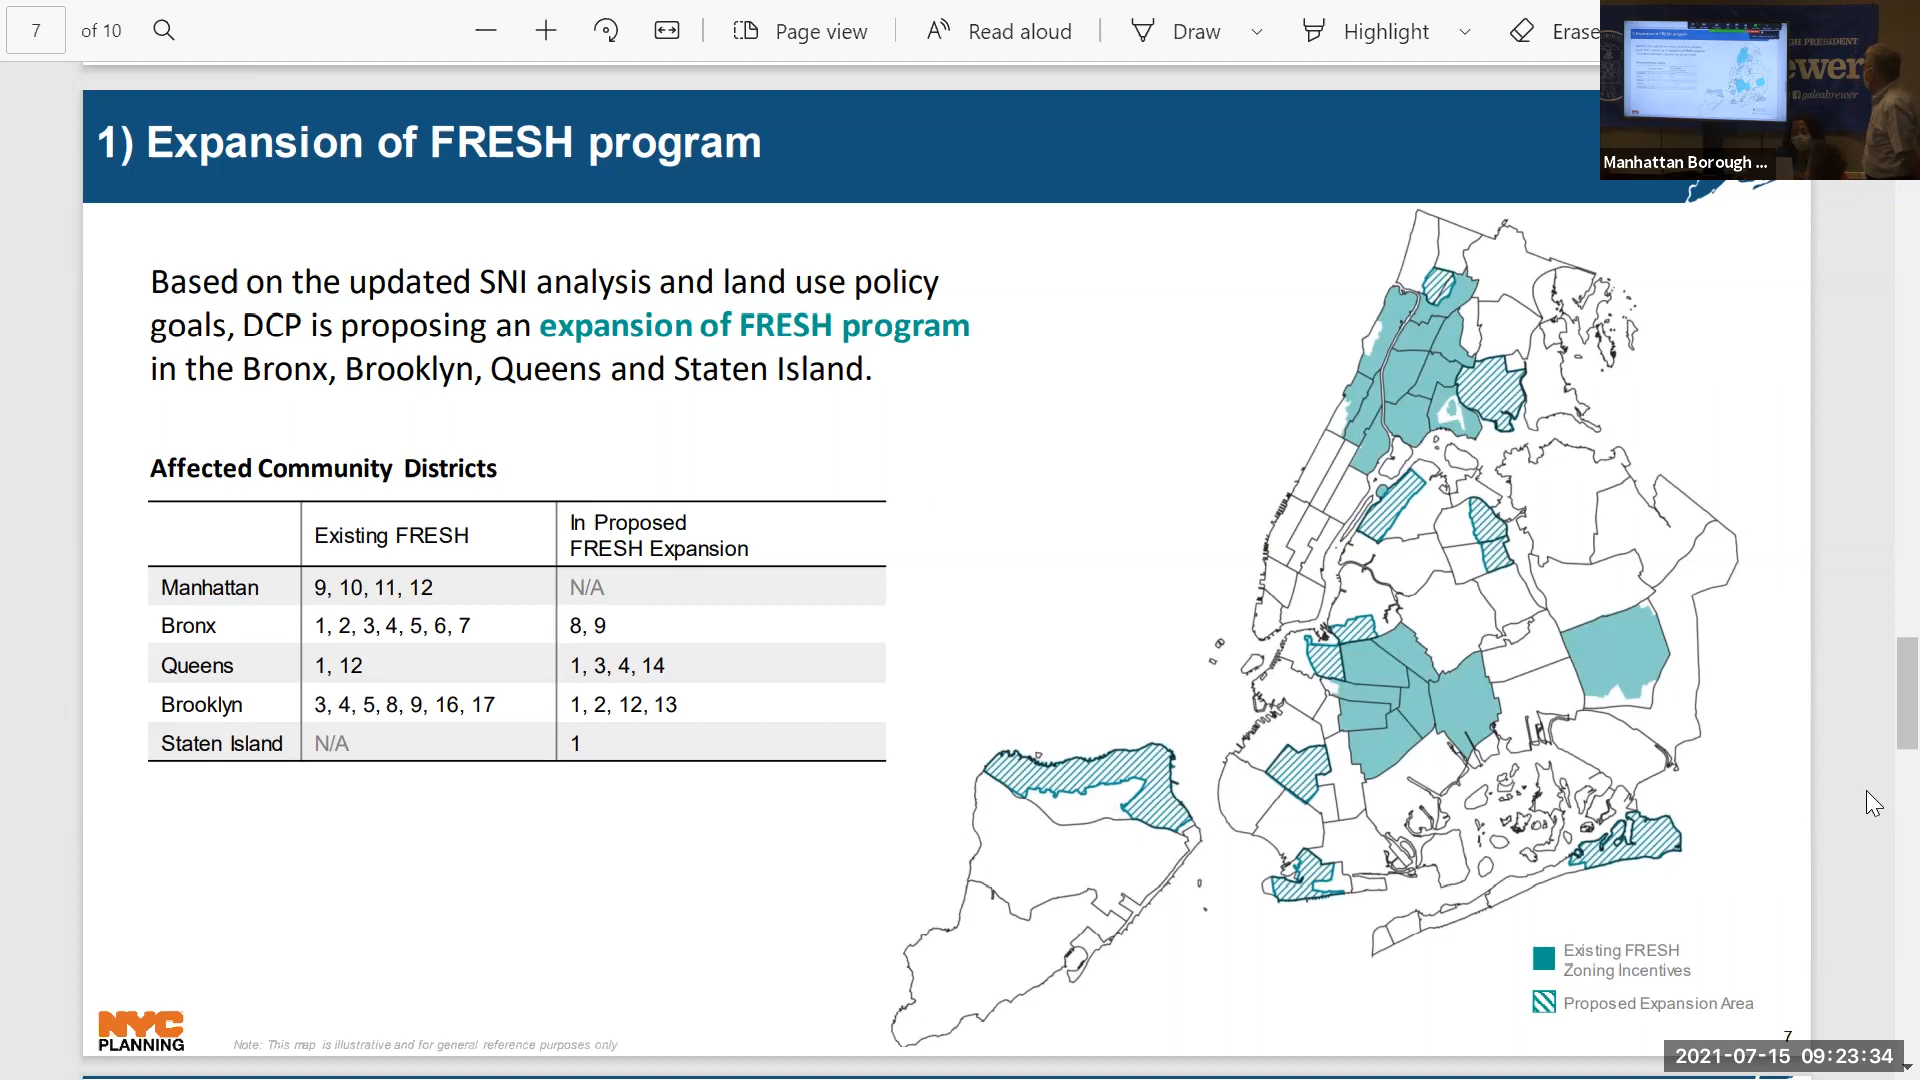 7 of 10 Page view Read aloud Draw Highlight Erase
1) Expansion of FRESH program
GH PRESIDENT
ewer
galeabrewer
Manhattan Borough ...
Based on the updated SNI analysis and land use policy
goals, DCP is proposing an expansion of FRESH program
in the Bronx, Brooklyn, Queens and Staten Island.
Affected Community Districts
Existing FRESH
In Proposed
FRESH Expansion
Manhattan 9, 10, 11, 12 N/A
Bronx 1, 2, 3, 4, 5, 6, 7 8, 9
Queens 1, 12 1, 3, 4, 14
Brooklyn 3, 4, 5, 8, 9, 16, 17 1, 2, 12, 13
Staten Island N/A 1
Existing FRESH
Zoning Incentives
Proposed Expansion Area
NYC
PLANNING
Note: This map is illustrative and for general reference purposes only
7
2021-07-15 09:23:34